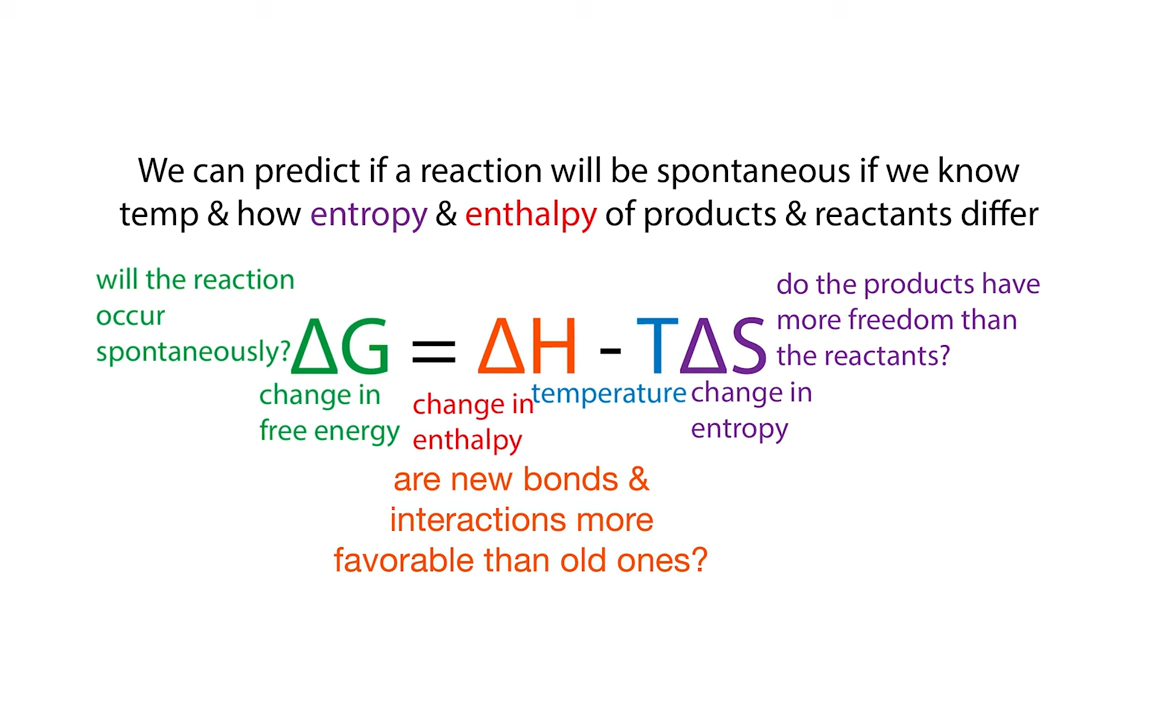 We can predict if a reaction will be spontaneous if we know
temp & how entropy & enthalpy of products & reactants differ
will the reaction
occur
spontaneously?
ΔG = ΔH - TΔS
do the products have
more freedom than
the reactants?
change in
free energy
change in
enthalpy
temperature
change in
entropy
are new bonds &
interactions more
favorable than old ones?